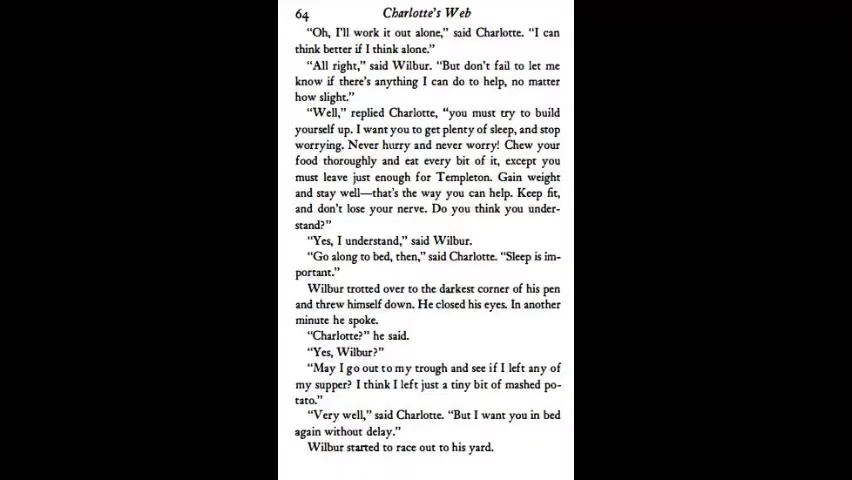 64 Charlotte's Web
"Oh, I'll work it out alone," said Charlotte. "I can
think better if I think alone."
"All right," said Wilbur. "But don't fail to let me
know if there's anything I can do to help, no matter
how slight."
"Well," replied Charlotte, "you must try to build
yourself up. I want you to get plenty of sleep, and stop
worrying. Never hurry and never worry! Chew your
food thoroughly and eat every bit of it, except you
must leave just enough for Templeton. Gain weight
and stay well—that's the way you can help. Keep fit,
and don't lose your nerve. Do you think you under-
stand?"
"Yes, I understand," said Wilbur.
"Go along to bed, then," said Charlotte. "Sleep is im-
portant."
Wilbur trotted over to the darkest corner of his pen
and threw himself down. He closed his eyes. In another
minute he spoke.
"Charlotte?" he said.
"Yes, Wilbur?"
"May I go out to my trough and see if I left any of
my supper? I think I left just a tiny bit of mashed po-
tato."
"Very well," said Charlotte. "But I want you in bed
again without delay."
Wilbur started to race out to his yard.